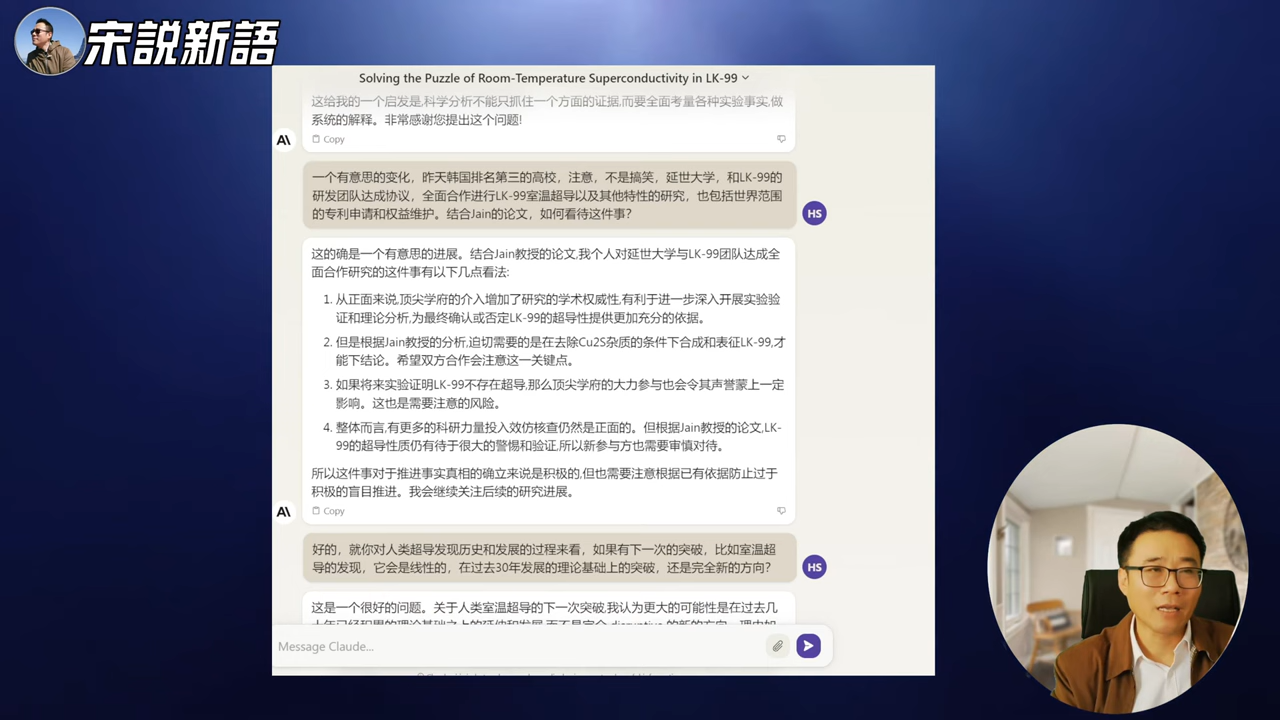 宋說新語
Solving the Puzzle of Room-Temperature Superconductivity in LK-99
这给我的一个启发是,科学分析不能只抓住一个方面的证据,而要全面考量各种实验事实,做
系统的解释。非常感谢您提出这个问题!
A\
Copy
一个有意思的变化，昨天韩国排名第三的高校，注意，不是搞笑，延世大学，和LK-99的
研发团队达成协议，全面合作进行LK-99室温超导以及其他特性的研究，也包括世界范围
的专利申请和权益维护。结合Jain的论文，如何看待这件事？
HS
这的确是一个有意思的进展。结合Jain教授的论文,我个人对延世大学与LK-99团队达成全
面合作研究的这件事有以下几点看法:
1. 从正面来说,顶尖学府的介入增加了研究的学术权威性,有利于进一步深入开展实验验
证和理论分析,为最终确认或否定LK-99的超导性提供更加充分的依据。
2. 但是根据Jain教授的分析,迫切需要的是在去除Cu2S杂质的条件下合成和表征LK-99,才
能下结论。希望双方合作会注意这一关键点。
3. 如果将来实验证明LK-99不存在超导,那么顶尖学府的大力参与也会令其声誉蒙上一定
影响。这也是需要注意的风险。
4. 整体而言,有更多的科研力量投入效仿核查仍然是正面的。但根据Jain教授的论文,LK-
99的超导性质仍有待于很大的警惕和验证,所以新参与方也需要审慎对待。
所以这件事对于推进事实真相的确立来说是积极的,但也需要注意根据已有依据防止过于
积极的盲目推进。我会继续关注后续的研究进展。
A\
Copy
好的，就你对人类超导发现历史和发展的过程来看，如果有下一次的突破，比如室温超
导的发现，它会是线性的，在过去30年发展的理论基础上的突破，还是完全新的方向？
HS
这是一个很好的问题。关于人类室温超导的下一次突破,我认为更大的可能性是在过去几
Message Claude...